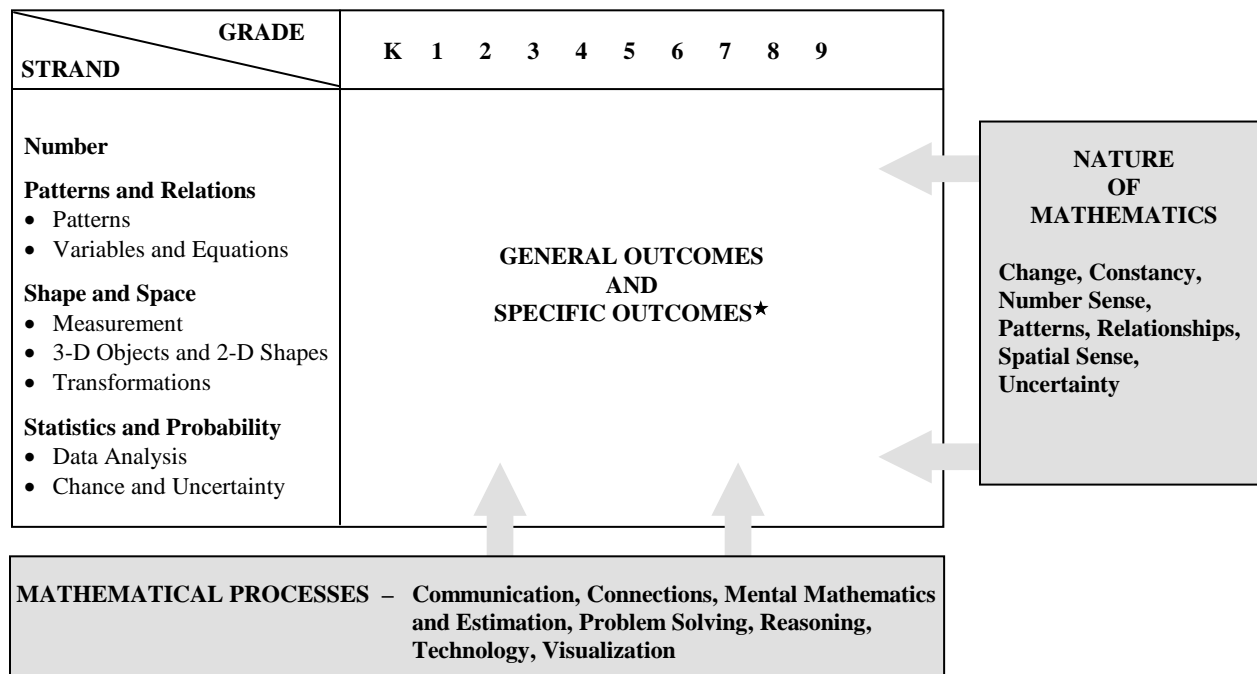 GRADE
STRAND
K 1 2 3 4 5 6 7 8 9
Number
Patterns and Relations
• Patterns
• Variables and Equations
Shape and Space
• Measurement
• 3-D Objects and 2-D Shapes
• Transformations
Statistics and Probability
• Data Analysis
• Chance and Uncertainty
GENERAL OUTCOMES
AND
SPECIFIC OUTCOMES★
NATURE
OF
MATHEMATICS
Change, Constancy,
Number Sense,
Patterns, Relationships,
Spatial Sense,
Uncertainty
MATHEMATICAL PROCESSES – Communication, Connections, Mental Mathematics
and Estimation, Problem Solving, Reasoning,
Technology, Visualization